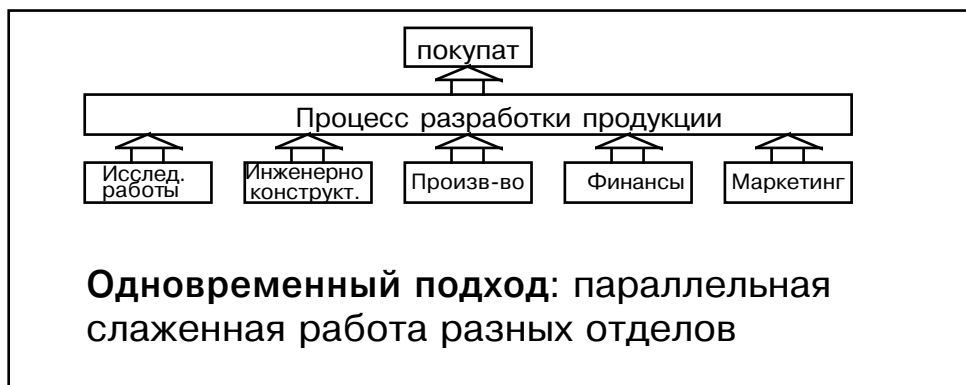 покупат
Процесс разработки продукции
Исслед.
работы
Инженерно
конструкт.
Произв-во
Финансы
Маркетинг
Одновременный подход: параллельная
слаженная работа разных отделов